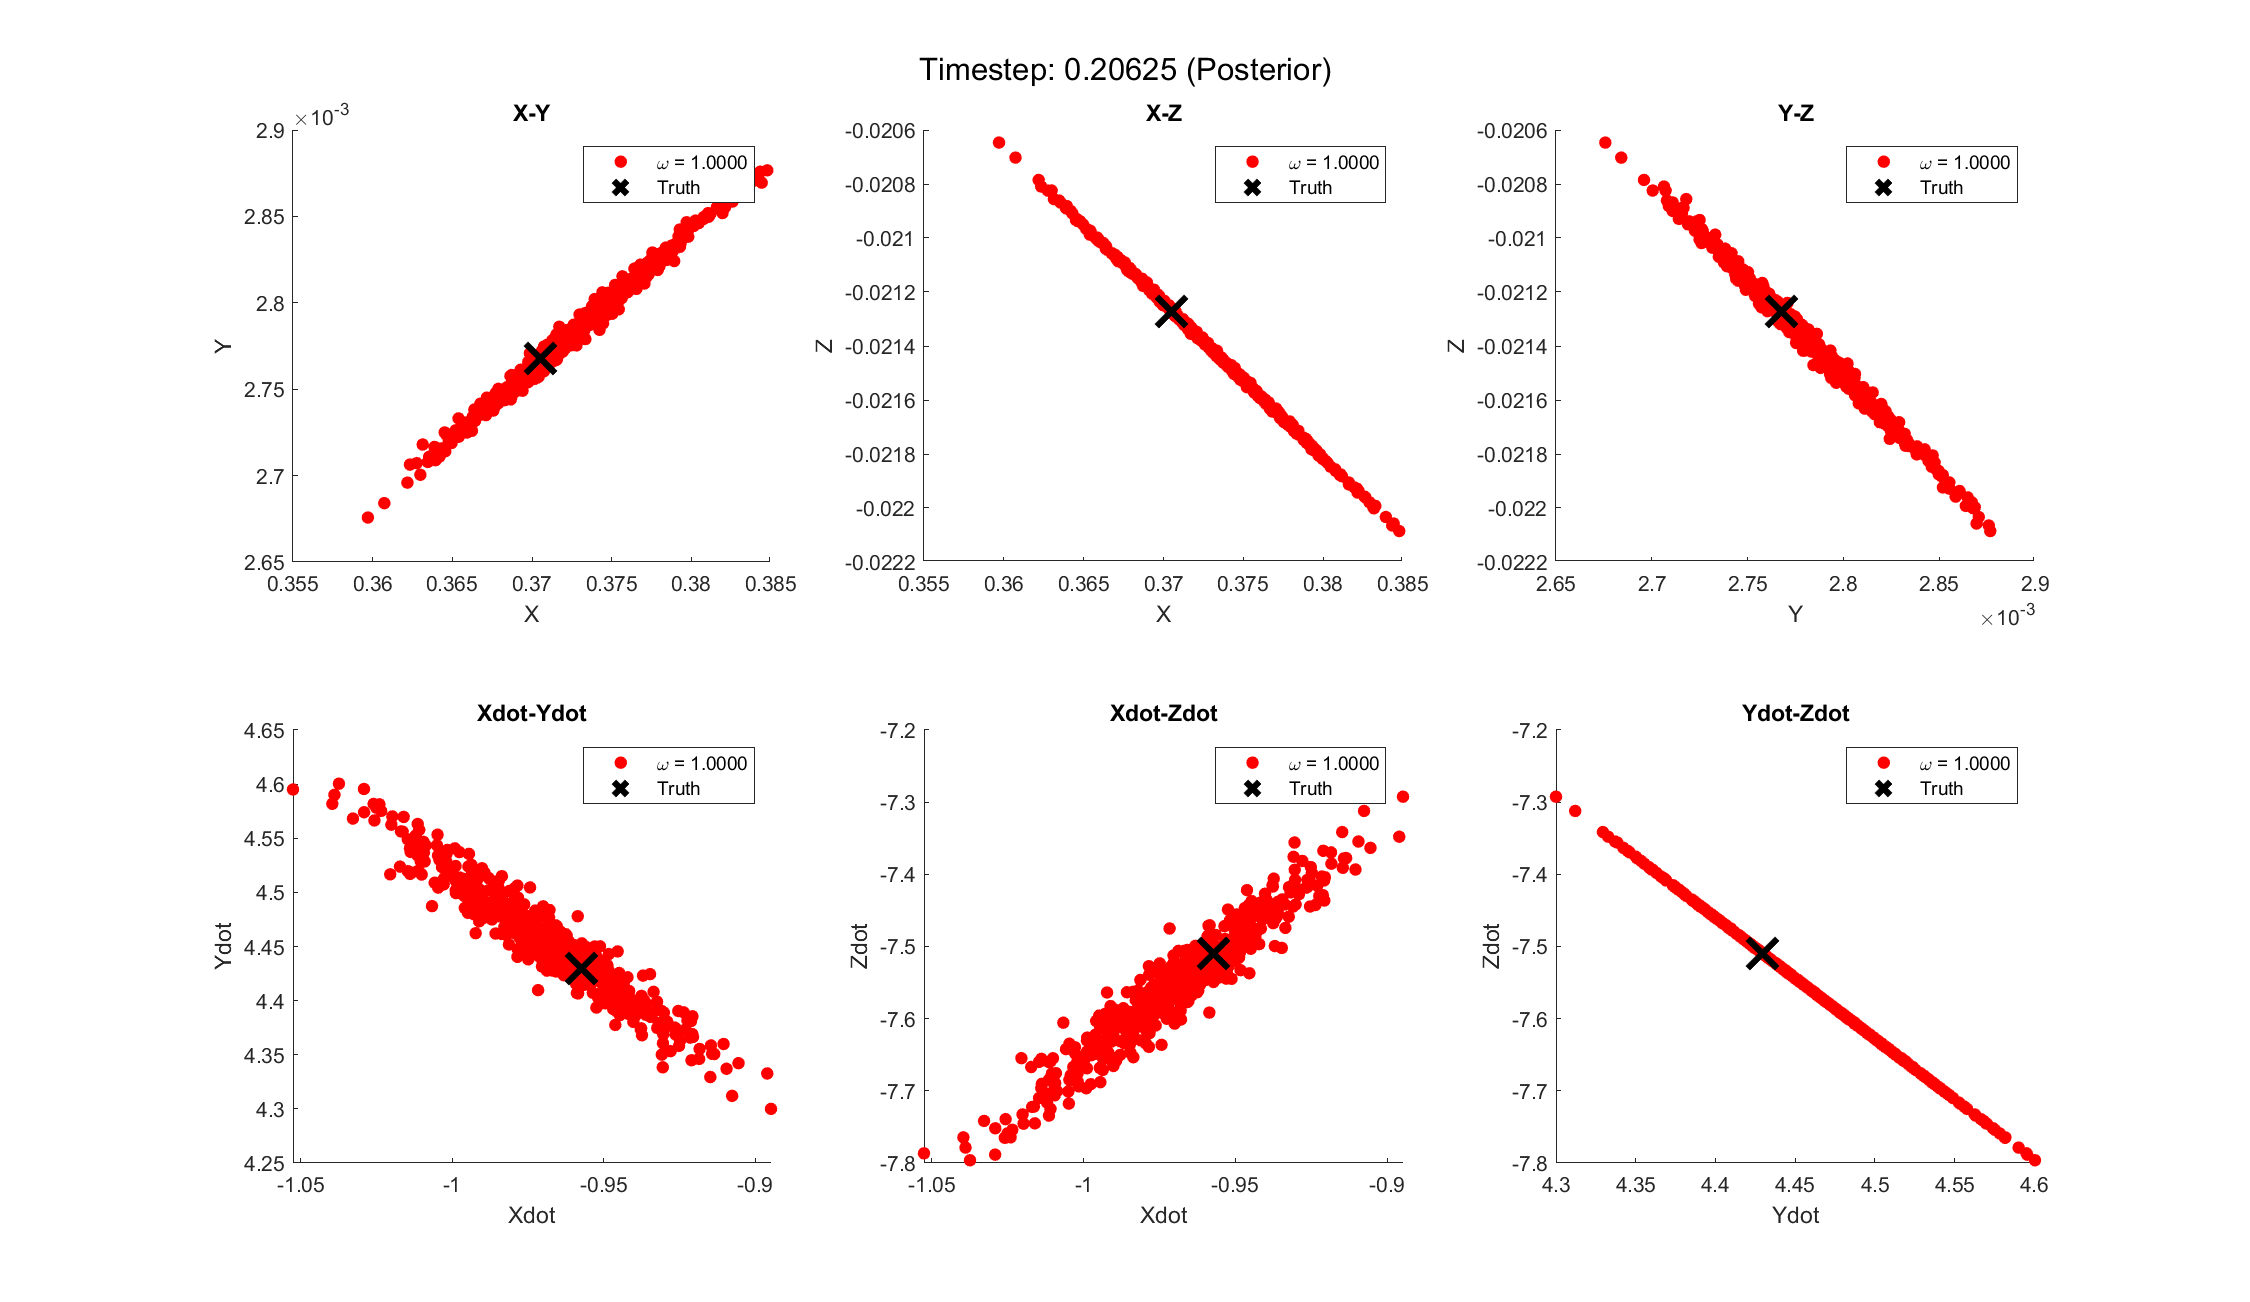 Timestep: 0.20625 (Posterior)
X-Y
×10-3
2.9
2.85
2.8
2.75
2.7
2.65
Y
0.355 0.36 0.365 0.37 0.375 0.38 0.385
X
ω = 1.0000
Truth
X-Z
-0.0206
-0.0208
-0.021
-0.0212
-0.0214
-0.0216
-0.0218
-0.022
-0.0222
Z
0.355 0.36 0.365 0.37 0.375 0.38 0.385
X
ω = 1.0000
Truth
Y-Z
-0.0206
-0.0208
-0.021
-0.0212
-0.0214
-0.0216
-0.0218
-0.022
-0.0222
Z
2.65 2.7 2.75 2.8 2.85 2.9
Y
×10-3
ω = 1.0000
Truth
Xdot-Ydot
4.65
4.6
4.55
4.5
4.45
4.4
4.35
4.3
4.25
Ydot
-1.05 -1 -0.95 -0.9
Xdot
ω = 1.0000
Truth
Xdot-Zdot
-7.2
-7.3
-7.4
-7.5
-7.6
-7.7
-7.8
Zdot
-1.05 -1 -0.95 -0.9
Xdot
ω = 1.0000
Truth
Ydot-Zdot
-7.2
-7.3
-7.4
-7.5
-7.6
-7.7
-7.8
Zdot
4.3 4.35 4.4 4.45 4.5 4.55 4.6
Ydot
ω = 1.0000
Truth